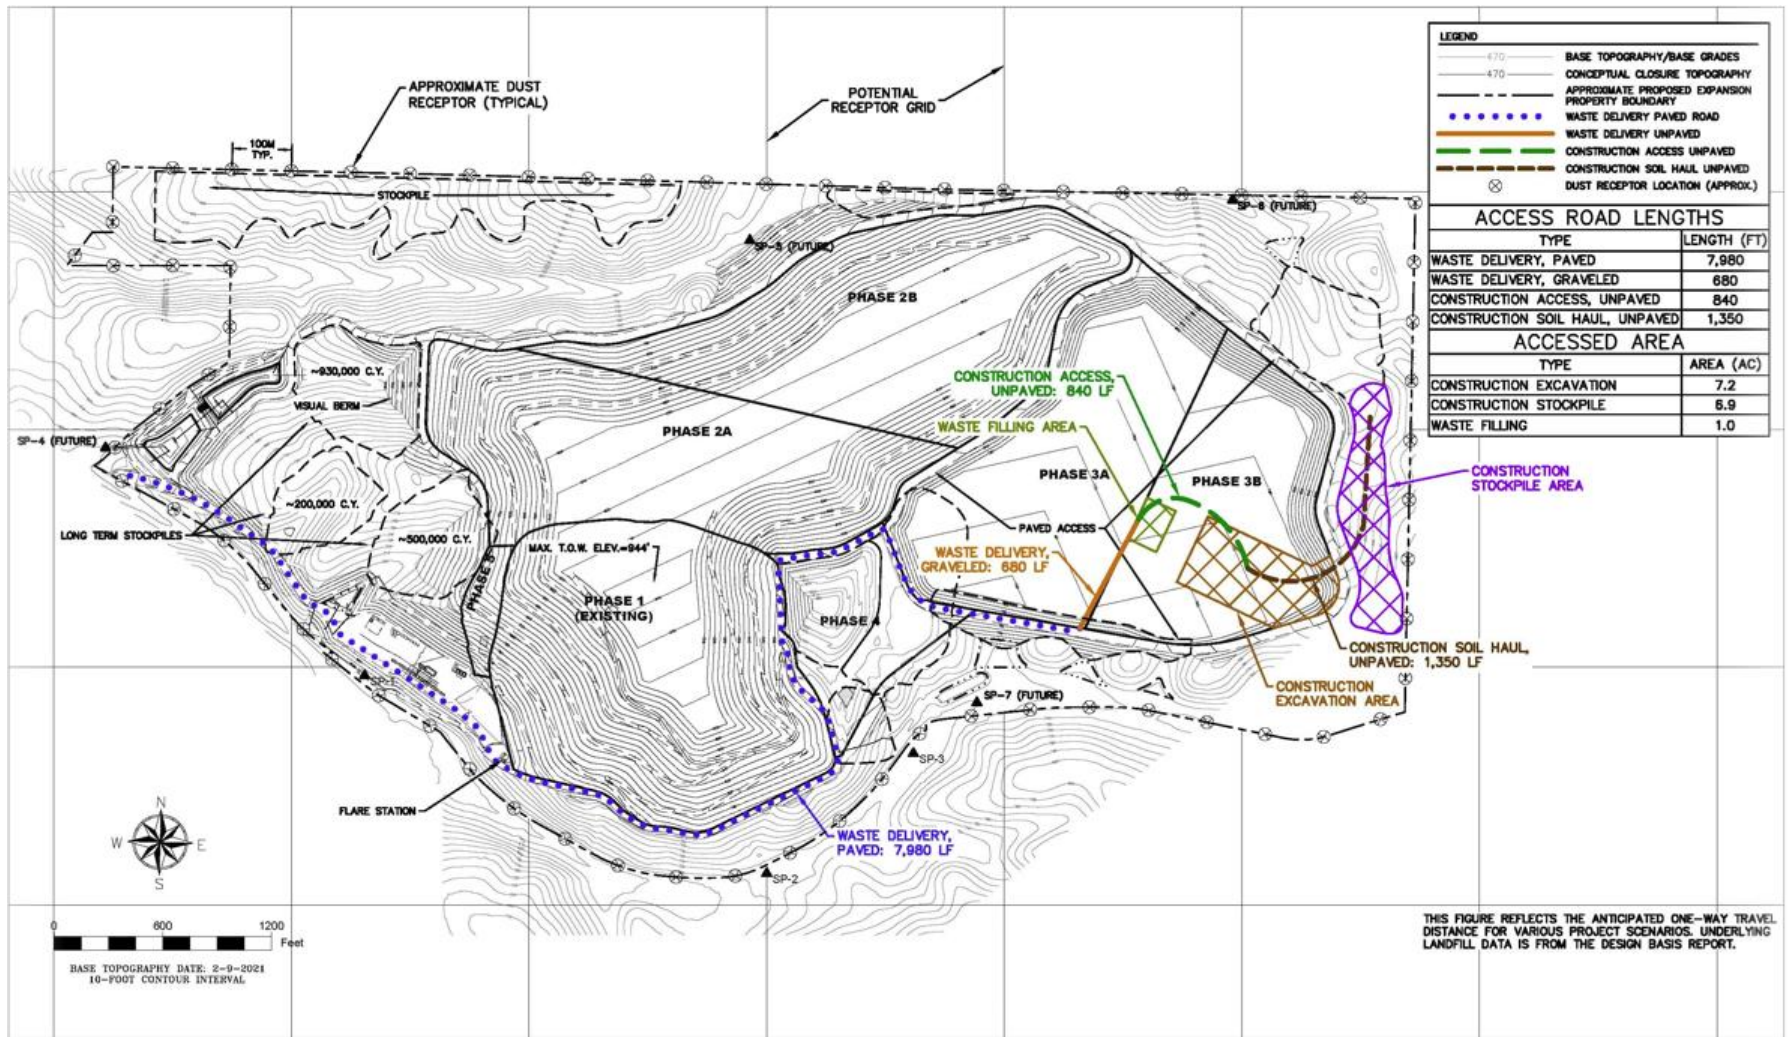 APPROXIMATE DUST
RECEPTOR (TYPICAL)
POTENTIAL
RECEPTOR GRID
100M
TYP.
STOCKPILE
SP-5 (FUTURE)
SP-6 (FUTURE)
PHASE 2B
~930,000 C.Y.
VISUAL BERM
SP-4 (FUTURE)
PHASE 2A
CONSTRUCTION ACCESS,
UNPAVED: 840 LF
WASTE FILLING AREA
PHASE 3A
PHASE 3B
CONSTRUCTION
STOCKPILE AREA
~200,000 C.Y.
LONG TERM STOCKPILES
~500,000 C.Y.
PAVED ACCESS
MAX. T.O.W. ELEV.=944'
WASTE DELIVERY,
GRAVELED: 680 LF
PHASE 5
PHASE 1
(EXISTING)
PHASE 4
CONSTRUCTION SOIL HAUL,
UNPAVED: 1,350 LF
CONSTRUCTION
EXCAVATION AREA
SP-1
SP-7 (FUTURE)
SP-3
FLARE STATION
WASTE DELIVERY,
PAVED: 7,980 LF
SP-2
N
W
E
S
0 600 1200
Feet
BASE TOPOGRAPHY DATE: 2-9-2021
10-FOOT CONTOUR INTERVAL
LEGEND
470 BASE TOPOGRAPHY/BASE GRADES
470 CONCEPTUAL CLOSURE TOPOGRAPHY
APPROXIMATE PROPOSED EXPANSION
PROPERTY BOUNDARY
WASTE DELIVERY PAVED ROAD
WASTE DELIVERY UNPAVED
CONSTRUCTION ACCESS UNPAVED
CONSTRUCTION SOIL HAUL UNPAVED
DUST RECEPTOR LOCATION (APPROX.)
ACCESS ROAD LENGTHS
TYPE LENGTH (FT)
WASTE DELIVERY, PAVED 7,980
WASTE DELIVERY, GRAVELED 680
CONSTRUCTION ACCESS, UNPAVED 840
CONSTRUCTION SOIL HAUL, UNPAVED 1,350
ACCESSED AREA
TYPE AREA (AC)
CONSTRUCTION EXCAVATION 7.2
CONSTRUCTION STOCKPILE 6.9
WASTE FILLING 1.0
THIS FIGURE REFLECTS THE ANTICIPATED ONE-WAY TRAVEL
DISTANCE FOR VARIOUS PROJECT SCENARIOS. UNDERLYING
LANDFILL DATA IS FROM THE DESIGN BASIS REPORT.